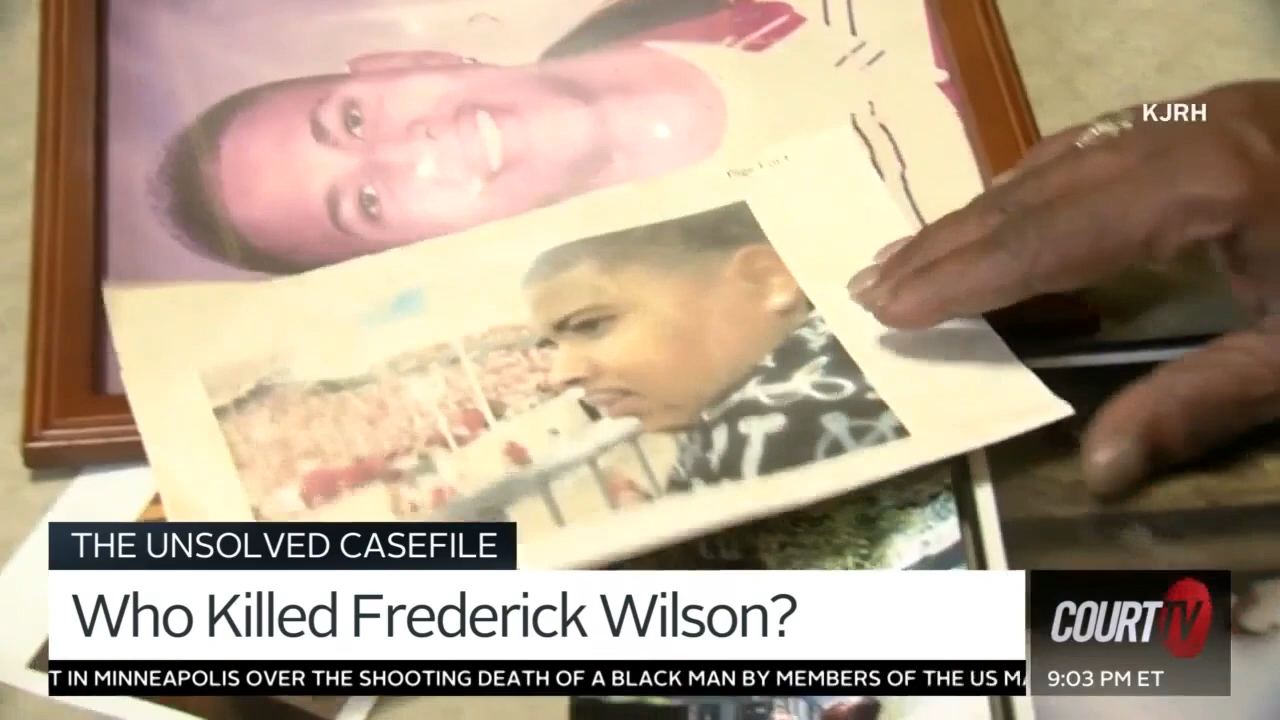 KJRH
THE UNSOLVED CASEFILE
Who Killed Frederick Wilson?
COURT TV
T IN MINNEAPOLIS OVER THE SHOOTING DEATH OF A BLACK MAN BY MEMBERS OF THE US M
9:03 PM ET